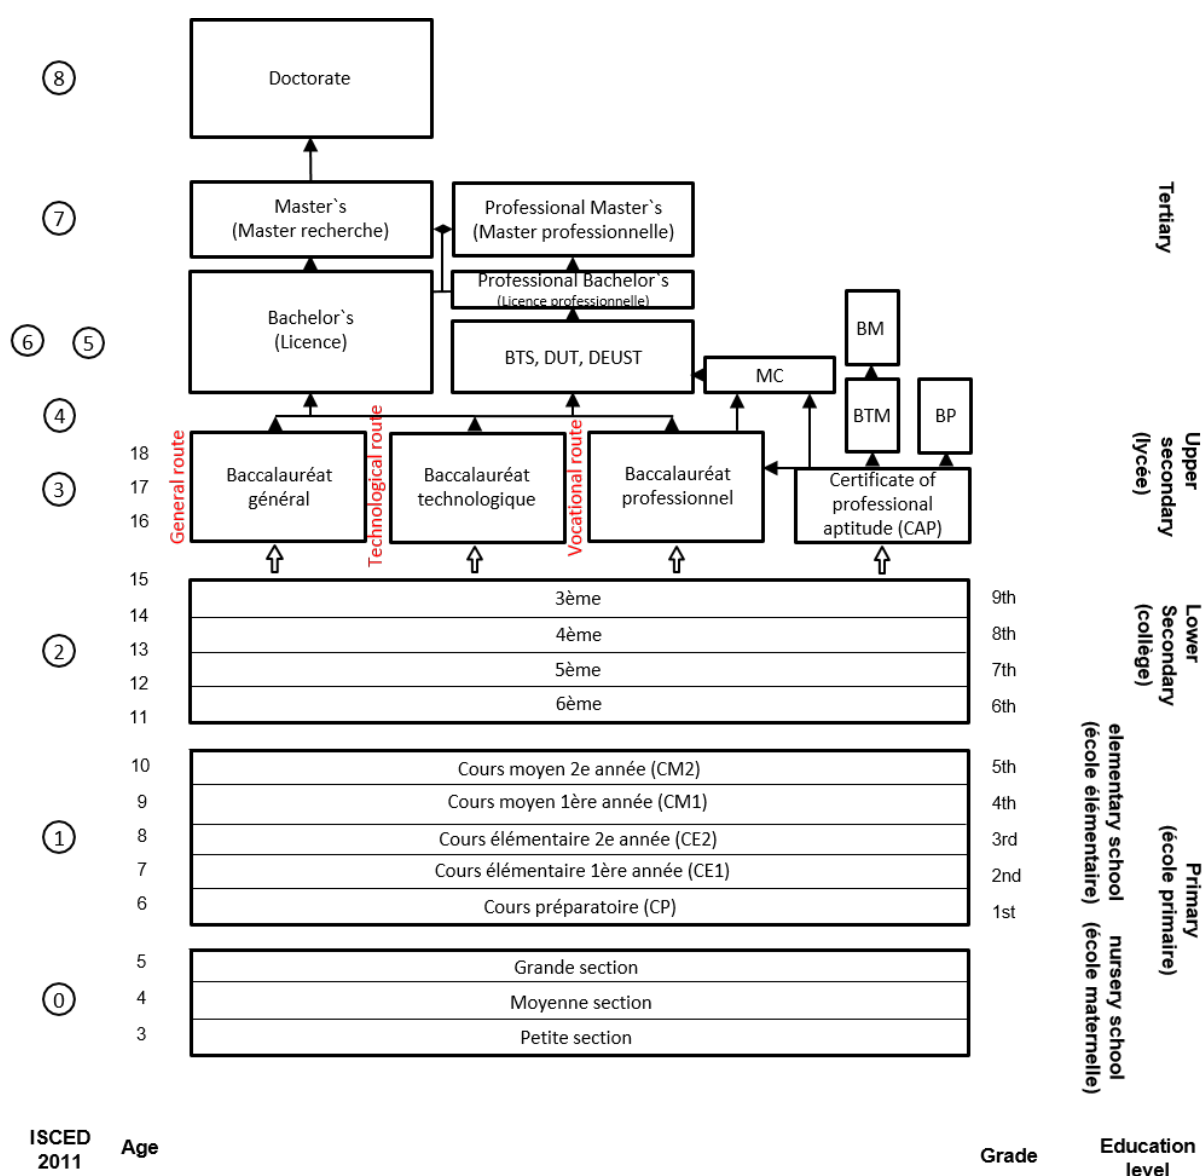 8
Doctorate
7
Master`s
(Master recherche)
Professional Master`s
(Master professionnelle)
Tertiary
Professional Bachelor`s
(Licence professionnelle)
6
5
Bachelor`s
(Licence)
BTS, DUT, DEUST
MC
BM
4
BTM
BP
General route
Technological route
Vocational route
18
3
17
16
Baccalauréat
général
Baccalauréat
technologique
Baccalauréat
professionnel
Certificate of
professional
aptitude (CAP)
Upper
secondary
(lycée)
15
3ème
9th
14
4ème
8th
2
13
5ème
7th
12
6ème
6th
11
Lower
Secondary
(collège)
10
Cours moyen 2e année (CM2)
5th
9
Cours moyen 1ère année (CM1)
4th
1
8
Cours élémentaire 2e année (CE2)
3rd
7
Cours élémentaire 1ère année (CE1)
2nd
6
Cours préparatoire (CP)
1st
elementary school
(école élémentaire)
Primary
(école primaire)
5
Grande section
0
4
Moyenne section
3
Petite section
nursery school
(école maternelle)
ISCED
2011
Age
Grade
Education
level